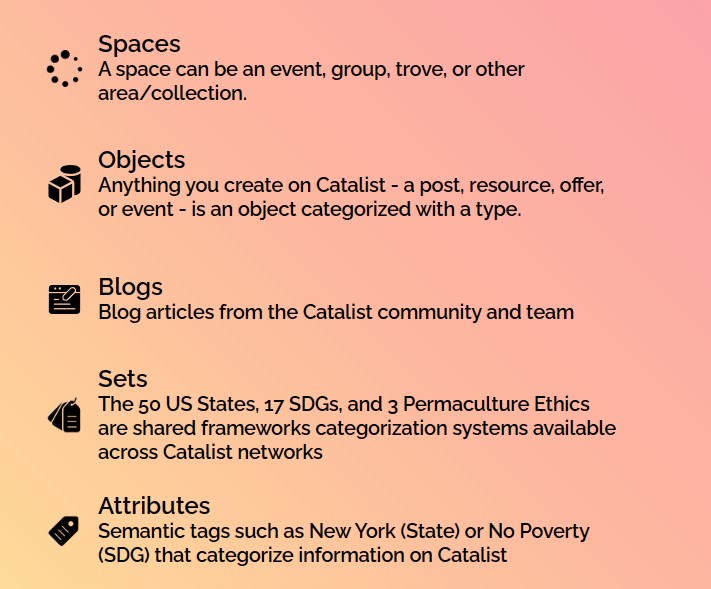 Spaces
A space can be an event, group, trove, or other
area/collection.
Objects
Anything you create on Catalist - a post, resource, offer,
or event - is an object categorized with a type.
Blogs
Blog articles from the Catalist community and team
Sets
The 50 US States, 17 SDGs, and 3 Permaculture Ethics
are shared frameworks categorization systems available
across Catalist networks
Attributes
Semantic tags such as New York (State) or No Poverty
(SDG) that categorize information on Catalist